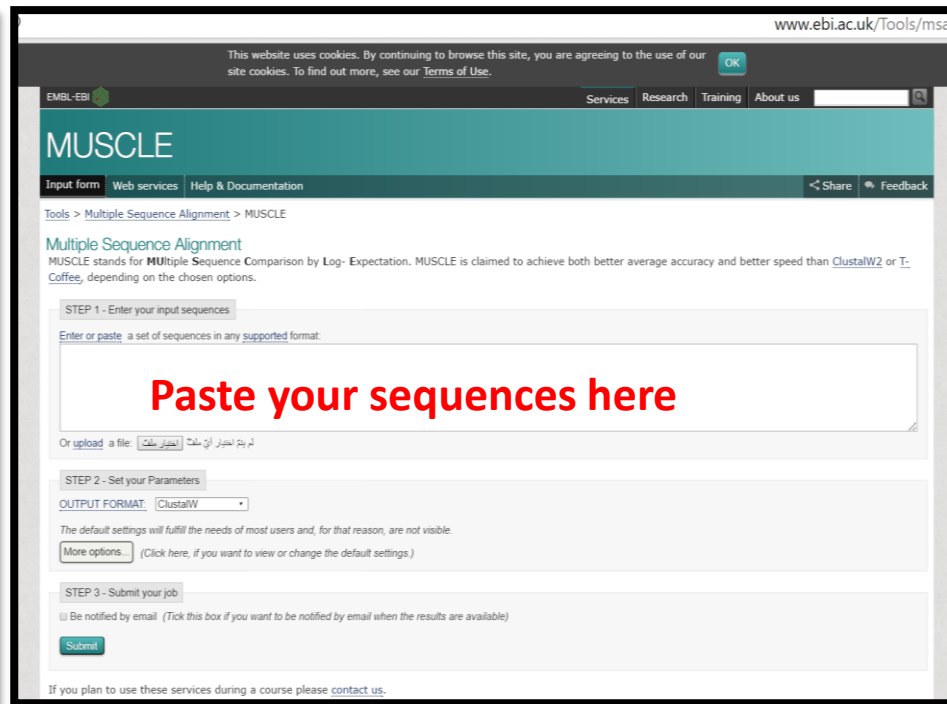 www.ebi.ac.uk/Tools/msa
This website uses cookies. By continuing to browse this site, you are agreeing to the use of our
site cookies. To find out more, see our Terms of Use.
OK
EMBL-EBI
Services Research Training About us
MUSCLE
Input form Web services Help & Documentation
Share Feedback
Tools > Multiple Sequence Alignment > MUSCLE
Multiple Sequence Alignment
MUSCLE stands for MUltiple Sequence Comparison by Log- Expectation. MUSCLE is claimed to achieve both better average accuracy and better speed than ClustalW2 or T-
Coffee, depending on the chosen options.
STEP 1 - Enter your input sequences
Enter or paste a set of sequences in any supported format:
Paste your sequences here
Or upload a file: اختيار ملف لم يتم اختيار أي ملف
STEP 2 - Set your Parameters
OUTPUT FORMAT: ClustalW
The default settings will fulfill the needs of most users and, for that reason, are not visible.
More options... (Click here, if you want to view or change the default settings.)
STEP 3 - Submit your job
Be notified by email (Tick this box if you want to be notified by email when the results are available)
Submit
If you plan to use these services during a course please contact us.